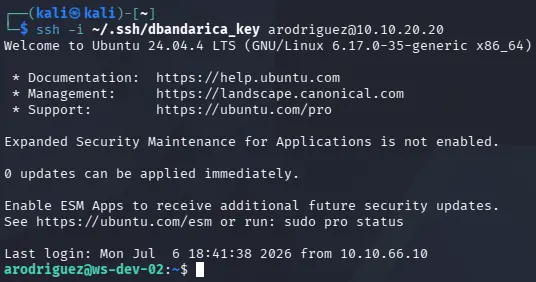 ┌──(kali㉿kali)-[~]
└─$ ssh -i ~/.ssh/dbandarica_key arodriguez@10.10.20.20
Welcome to Ubuntu 24.04.4 LTS (GNU/Linux 6.17.0-35-generic x86_64)
* Documentation:  https://help.ubuntu.com
* Management:     https://landscape.canonical.com
* Support:        https://ubuntu.com/pro
Expanded Security Maintenance for Applications is not enabled.
0 updates can be applied immediately.
Enable ESM Apps to receive additional future security updates.
See https://ubuntu.com/esm or run: sudo pro status
Last login: Mon Jul  6 18:41:38 2026 from 10.10.66.10
arodriguez@ws-dev-02:~$